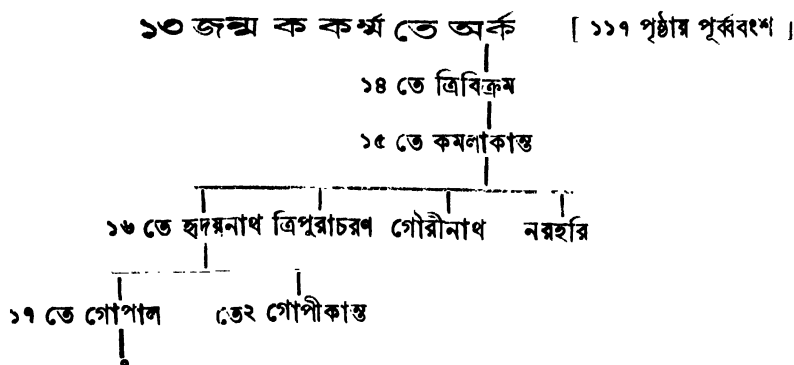 ১৩ জন্ম ক কর্ম্ম তে অর্ক [ ১১৭ পৃষ্ঠায় পূর্ব্ববংশ ।
১৪ তে ত্রিবিক্রম
১৫ তে কমলাকান্ত
১৬ তে হৃদয়নাথ ত্রিপুরাচরণ গৌরীনাথ নরহরি
১৭ তে গোপাল তে২ গোপীকান্ত